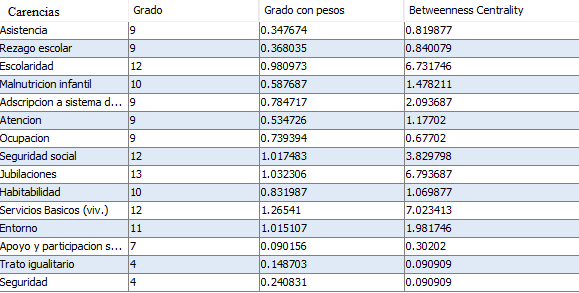 Carencias Grado Grado con pesos Betweenness Centrality
Asistencia 9 0.347674 0.819877
Rezago escolar 9 0.368035 0.840079
Escolaridad 12 0.980973 6.731746
Malnutricion infantil 10 0.587687 1.478211
Adscripcion a sistema d... 9 0.784717 2.093687
Atencion 9 0.534726 1.17702
Ocupacion 9 0.739394 0.67702
Seguridad social 12 1.017483 3.829798
Jubilaciones 13 1.032306 6.793687
Habitabilidad 10 0.831987 1.069877
Servicios Basicos (viv.) 12 1.26541 7.023413
Entorno 11 1.015107 1.981746
Apoyo y participacion s... 7 0.090156 0.30202
Trato igualitario 4 0.148703 0.090909
Seguridad 4 0.240831 0.090909